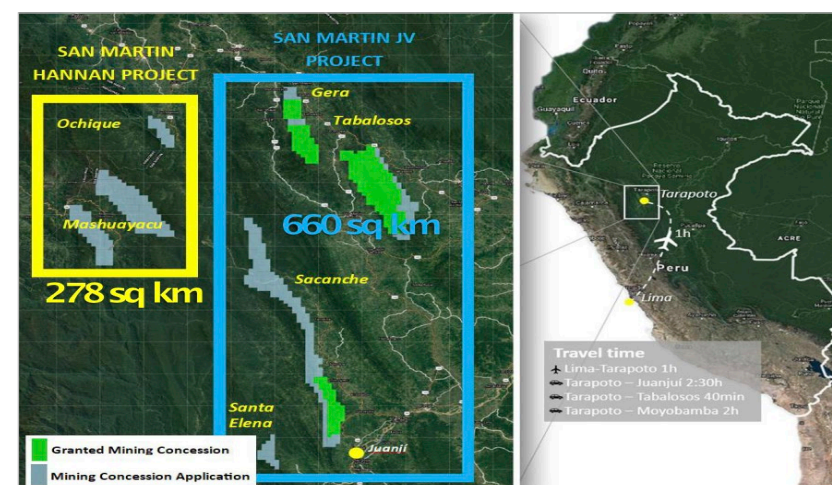 SAN MARTIN
HANNAN PROJECT
Ochique
Mashuayacu
278 sq km
SAN MARTIN JV
PROJECT
Gera
Tabalosos
660 sq km
Sacanche
Santa
Elena
Juanjí
Granted Mining Concession
Mining Concession Application
Ecuador
Guayaquil
Tarapoto
1h
ACRE
Peru
Lima
Travel time
Lima-Tarapoto 1h
Tarapoto – Juanjuí 2:30h
Tarapoto – Tabalosos 40min
Tarapoto – Moyobamba 2h